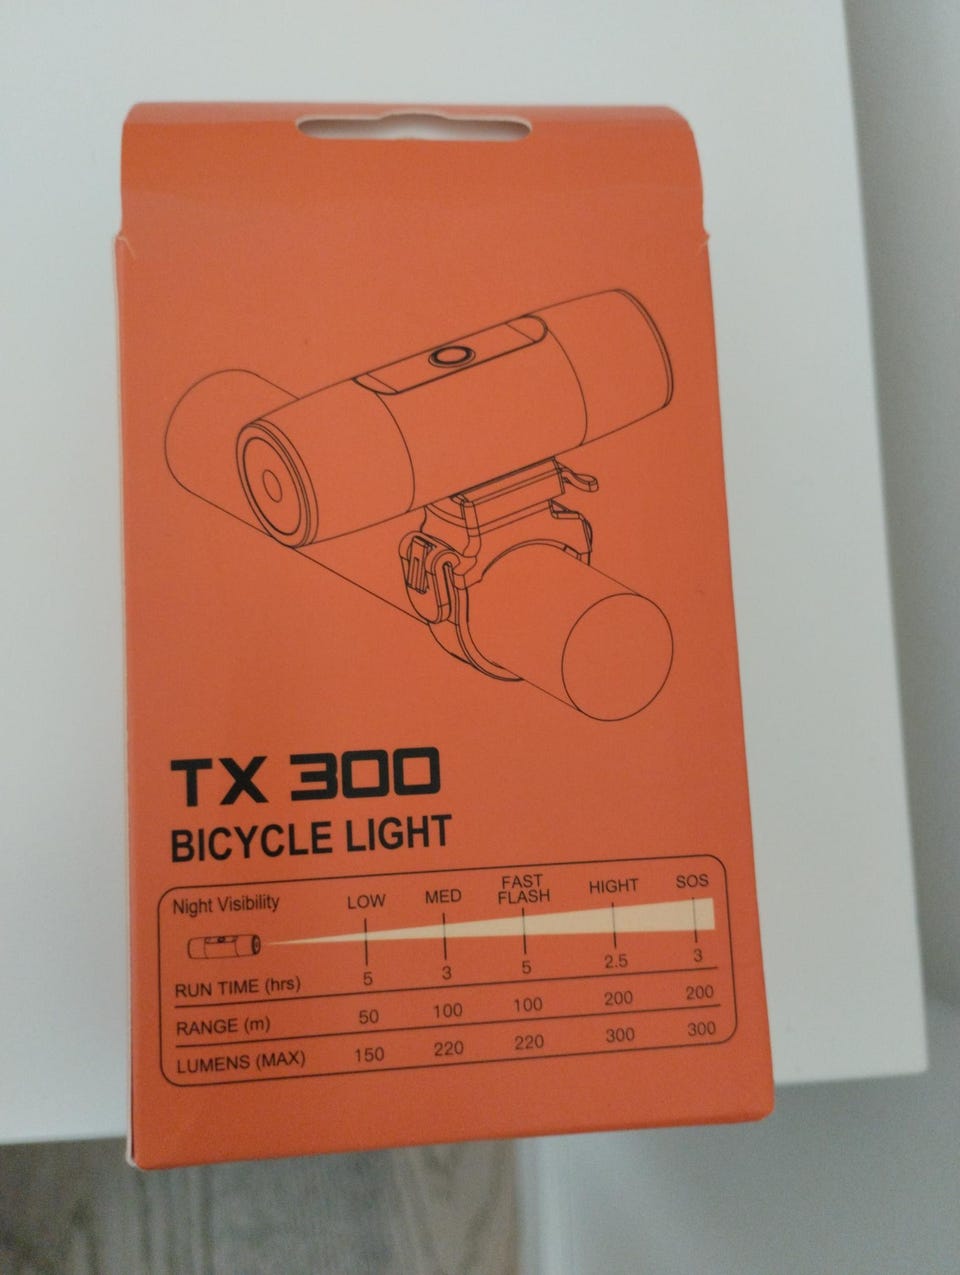 TX 300
BICYCLE LIGHT
Night Visibility LOW MED FAST FLASH HIGHT SOS
RUN TIME (hrs) 5 3 5 2.5 3
RANGE (m) 50 100 100 200 200
LUMENS (MAX) 150 220 220 300 300